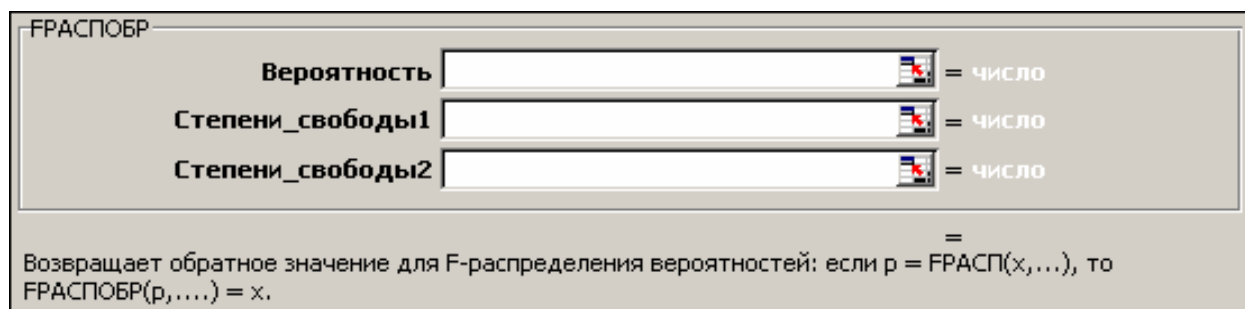 FРАСПОБР
Вероятность = число
Степени_свободы1 = число
Степени_свободы2 = число
=
Возвращает обратное значение для F-распределения вероятностей: если p = FРАСП(x,...), то
FРАСПОБР(p,....) = x.